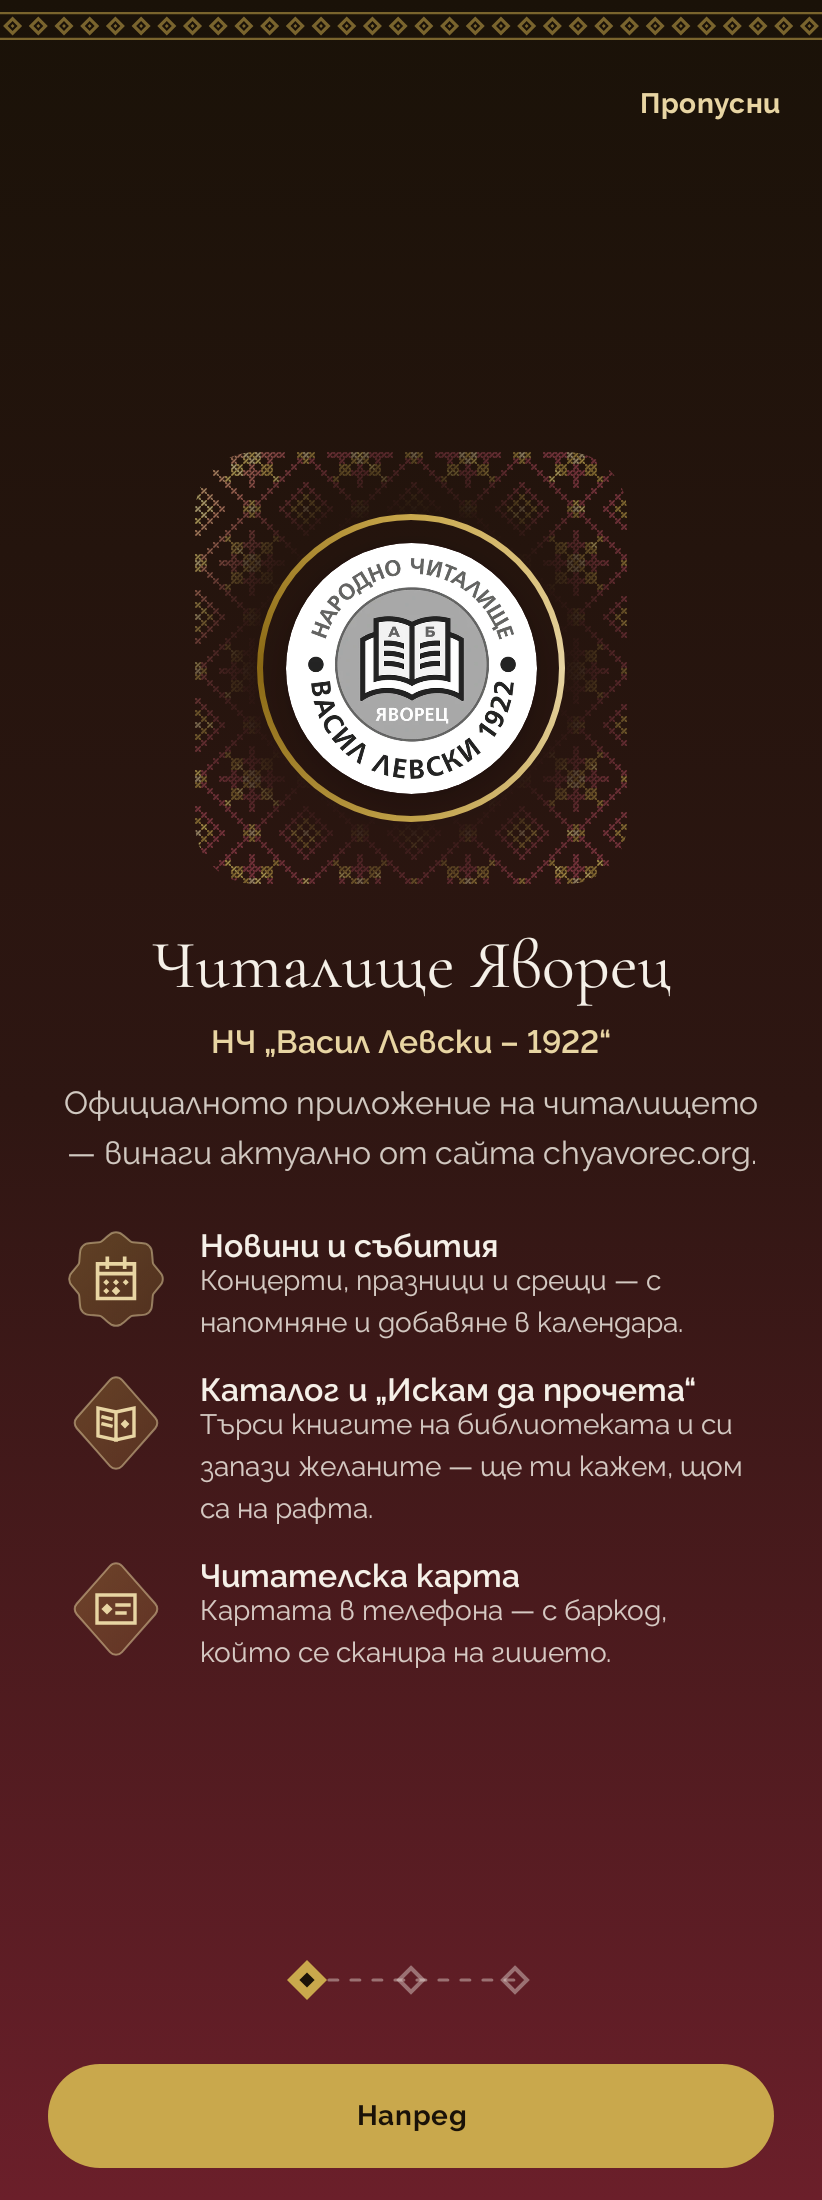 Пропусни
НАРОДНО ЧИТАЛИЩЕ
А Б
ЯВОРЕЦ
ВАСИЛ ЛЕВСКИ 1922
Читалище Яворец
НЧ „Васил Левски – 1922“
Официалното приложение на читалището
— винаги актуално от сайта chyavorec.org.
Новини и събития
Концерти, празници и срещи — с
напомняне и добавяне в календара.
Каталог и „Искам да прочета“
Търси книгите на библиотеката и си
запази желаните — ще ти кажем, щом
са на рафта.
Читателска карта
Картата в телефона — с баркод,
който се сканира на гишето.
Напред